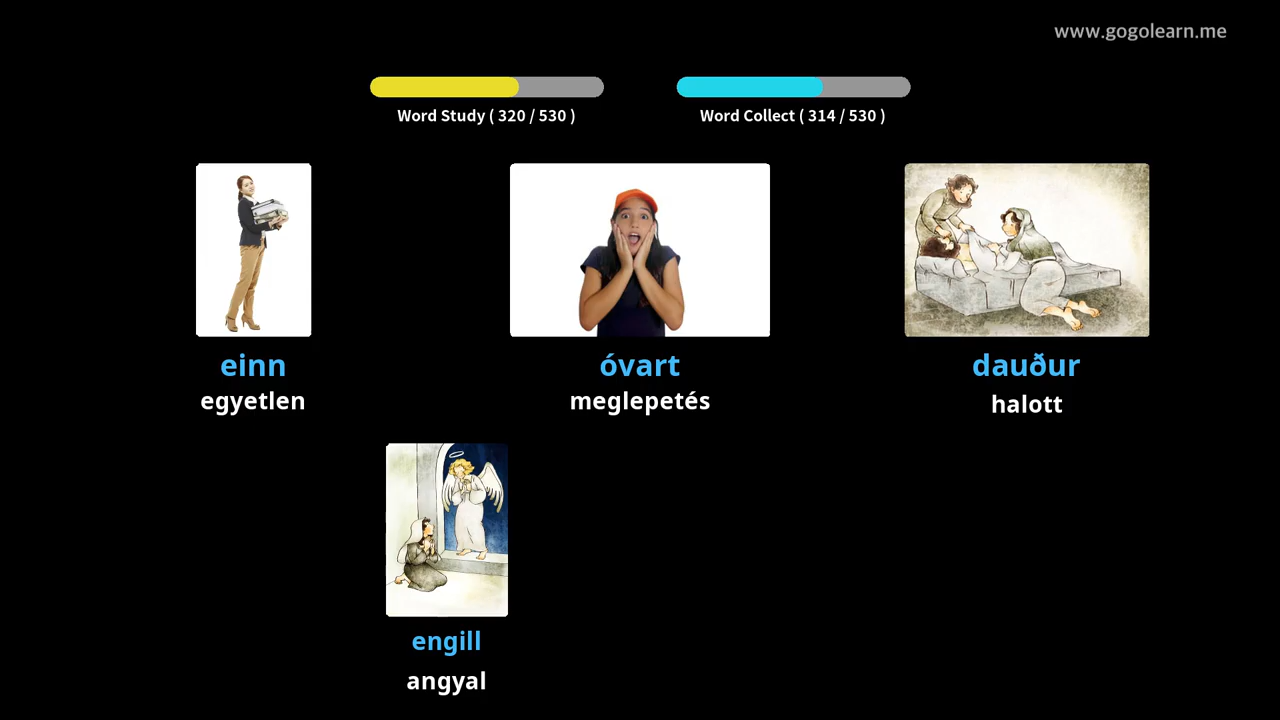 www.gogolearn.me
Word Study ( 320 / 530 )
Word Collect ( 314 / 530 )
einn
egyetlen
óvart
meglepetés
dauður
halott
engill
angyal